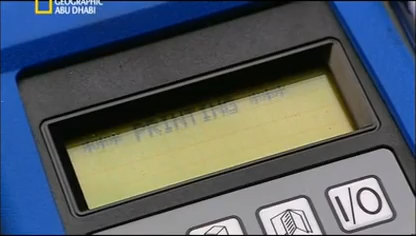 GEOGRAPHIC
ABU DHABI
*** PRINTING ***
I/O